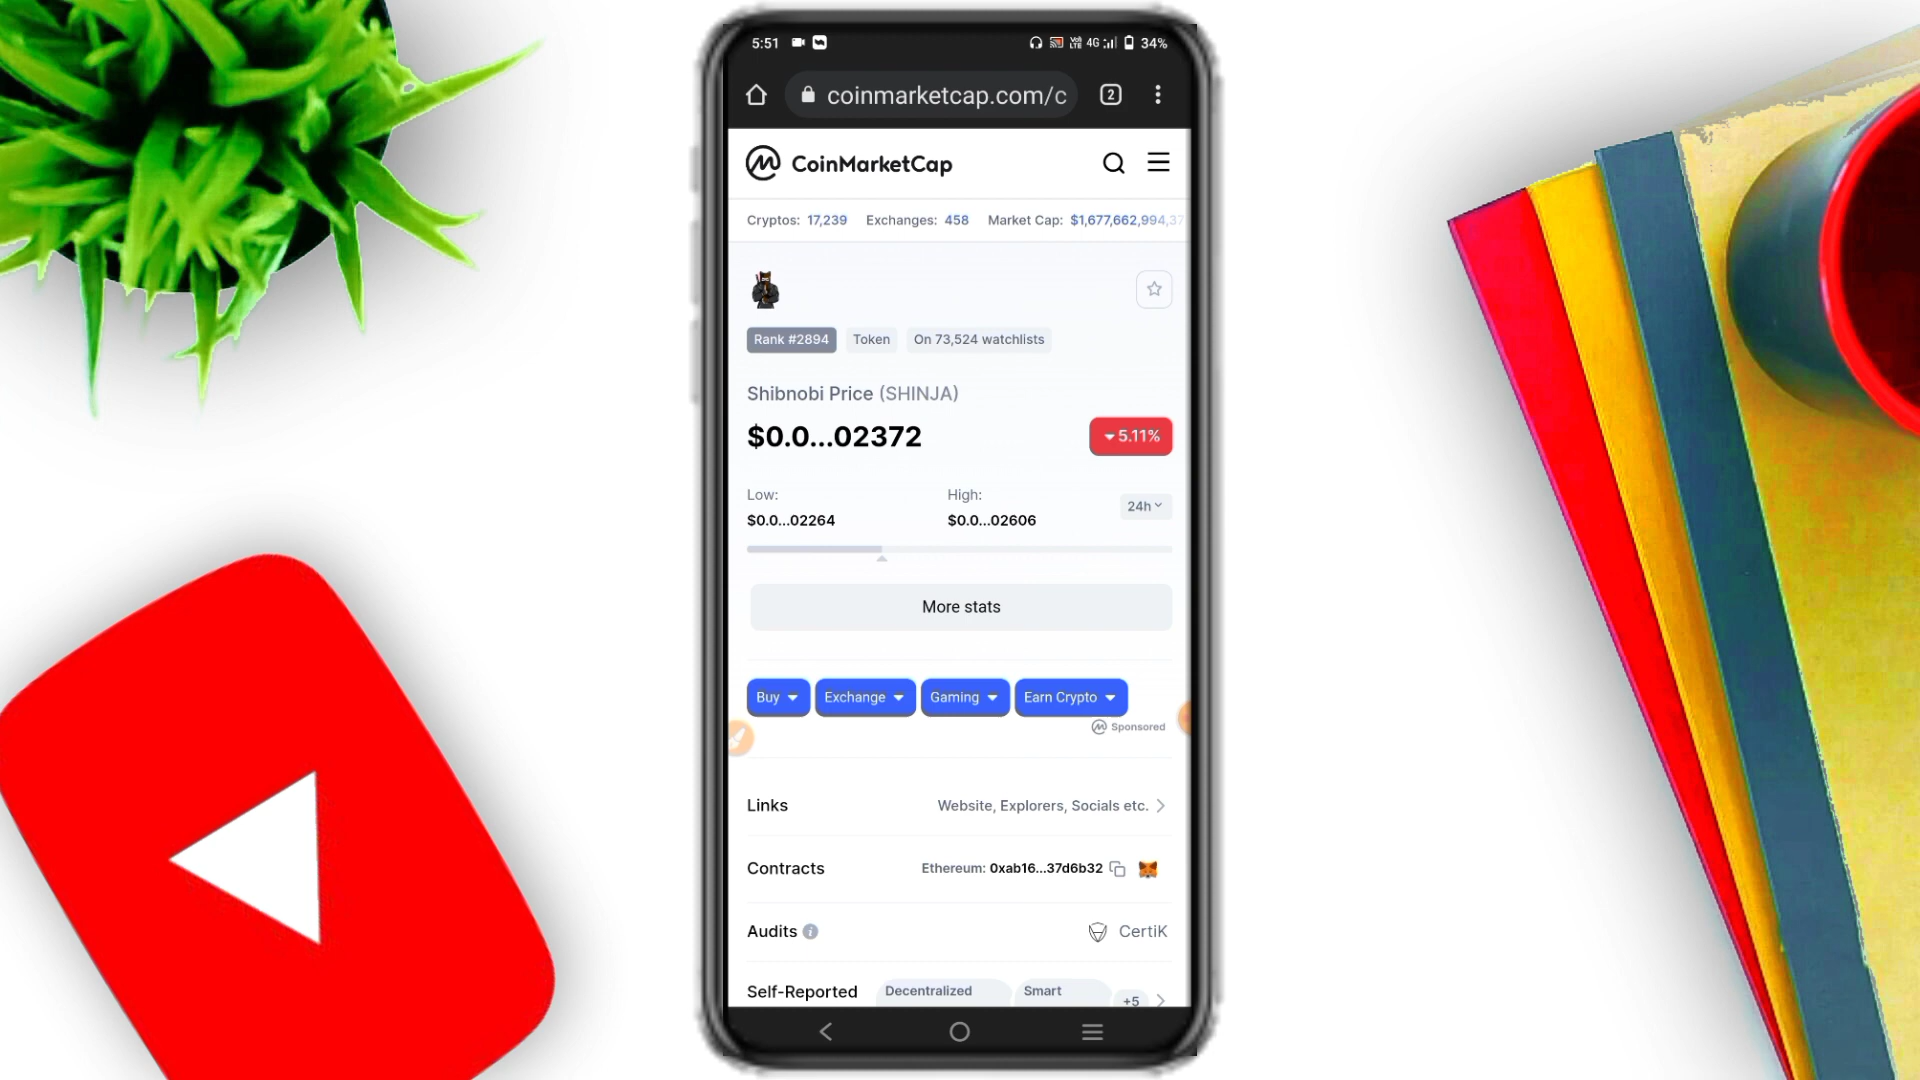 5:51 4G 34%
coinmarketcap.com/c 2
CoinMarketCap
Cryptos: 17,239 Exchanges: 458 Market Cap: $1,677,662,994,37
Rank #2894 Token On 73,524 watchlists
Shibnobi Price (SHINJA)
$0.0...02372 5.11%
Low: High:
24h
$0.0...02264 $0.0...02606
More stats
Buy Exchange Gaming Earn Crypto
Sponsored
Links Website, Explorers, Socials etc.
Contracts Ethereum: 0xab16...37d6b32
Audits CertiK
Self-Reported Decentralized Smart +5